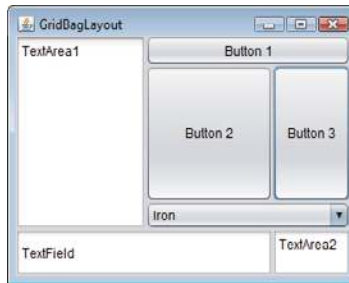 GridBagLayout
TextArea1
Button 1
Button 2
Button 3
Iron
TextField
TextArea2